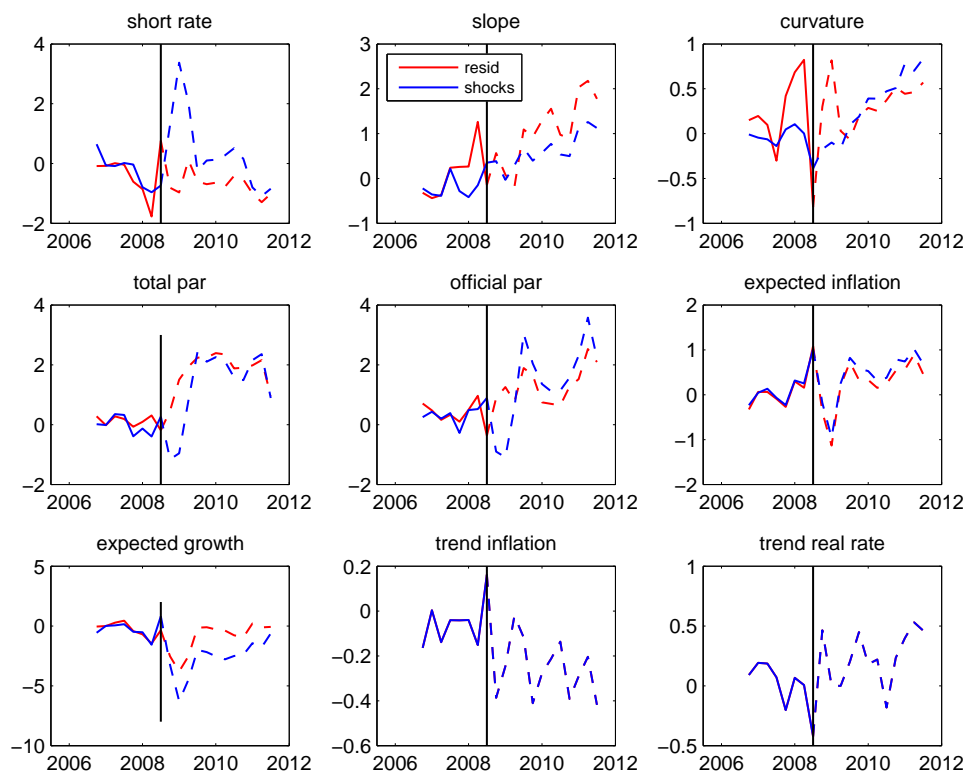 short rate
4
2
0
−2
2006 2008 2010 2012
slope
3
2
1
0
−1
2006 2008 2010 2012
resid
shocks
curvature
1
0.5
0
−0.5
−1
2006 2008 2010 2012
total par
4
2
0
−2
2006 2008 2010 2012
official par
4
2
0
−2
2006 2008 2010 2012
expected inflation
2
1
0
−1
−2
2006 2008 2010 2012
expected growth
5
0
−5
−10
2006 2008 2010 2012
trend inflation
0.2
0
−0.2
−0.4
−0.6
2006 2008 2010 2012
trend real rate
1
0.5
0
−0.5
2006 2008 2010 2012